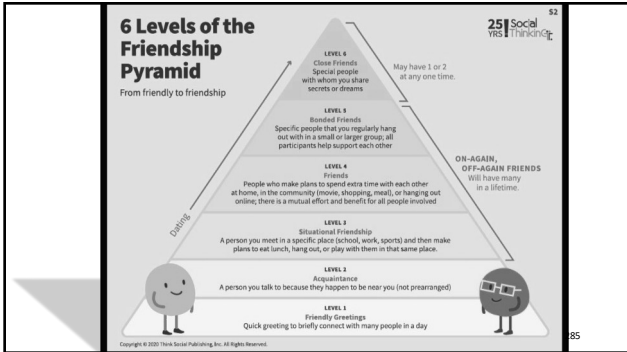 $2
6 Levels of the
Friendship
Pyramid
From friendly to friendship
25 YRS Social Thinking
LEVEL 6
Close Friends
Special people
with whom you share
secrets or dreams
May have 1 or 2
at any one time.
LEVEL 5
Bonded Friends
Specific people that you regularly hang
out with in a small or larger group; all
participants help support each other
LEVEL 4
Friends
People who make plans to spend extra time with each other
at home, in the community (movie, shopping, meal), or hanging out
online; there is a mutual effort and benefit for all people involved
ON-AGAIN,
OFF-AGAIN FRIENDS
Will have many
in a lifetime.
Dating
LEVEL 3
Situational Friendship
A person you meet in a specific place (school, work, sports) and then make
plans to eat lunch, hang out, or play with them in that same place.
LEVEL 2
Acquaintance
A person you talk to because they happen to be near you (not prearranged)
LEVEL 1
Friendly Greetings
Quick greeting to briefly connect with many people in a day
Copyright © 2020 Think Social Publishing, Inc. All Rights Reserved.
285